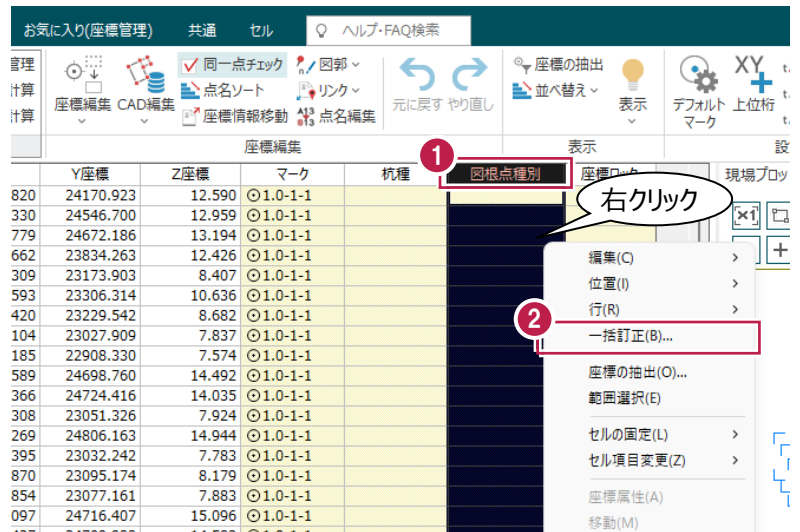 お気に入り(座標管理) 共通 セル ヘルプ・FAQ検索
管理
計算
計算
座標編集
CAD編集
同一点チェック
点名ソート
座標情報移動
図郭
リンク
点名編集
元に戻す
やり直し
座標の抽出
並べ替え
表示
デフォルト
マーク
XY
上位桁
座標編集 表示 設
Y座標 Z座標 マーク 杭種 図根点種別 座標ロック 現場プロッ
1
右クリック
820 24170.923 12.590 1.0-1-1
330 24546.700 12.959 1.0-1-1
779 24672.186 13.194 1.0-1-1
662 23834.263 12.426 1.0-1-1
309 23173.903 8.407 1.0-1-1
593 23306.314 10.636 1.0-1-1
420 23229.542 8.682 1.0-1-1
104 23027.909 7.837 1.0-1-1
185 22908.330 7.574 1.0-1-1
589 24698.760 14.492 1.0-1-1
366 24724.416 14.035 1.0-1-1
308 23051.326 7.924 1.0-1-1
269 24806.163 14.944 1.0-1-1
395 23032.242 7.783 1.0-1-1
870 23095.174 8.179 1.0-1-1
854 23077.161 7.883 1.0-1-1
097 24716.407 15.096 1.0-1-1
編集(C)
位置(I)
行(R)
2
一括訂正(B)...
座標の抽出(O)...
範囲選択(E)
セルの固定(L)
セル項目変更(Z)
座標属性(A)
移動(M)